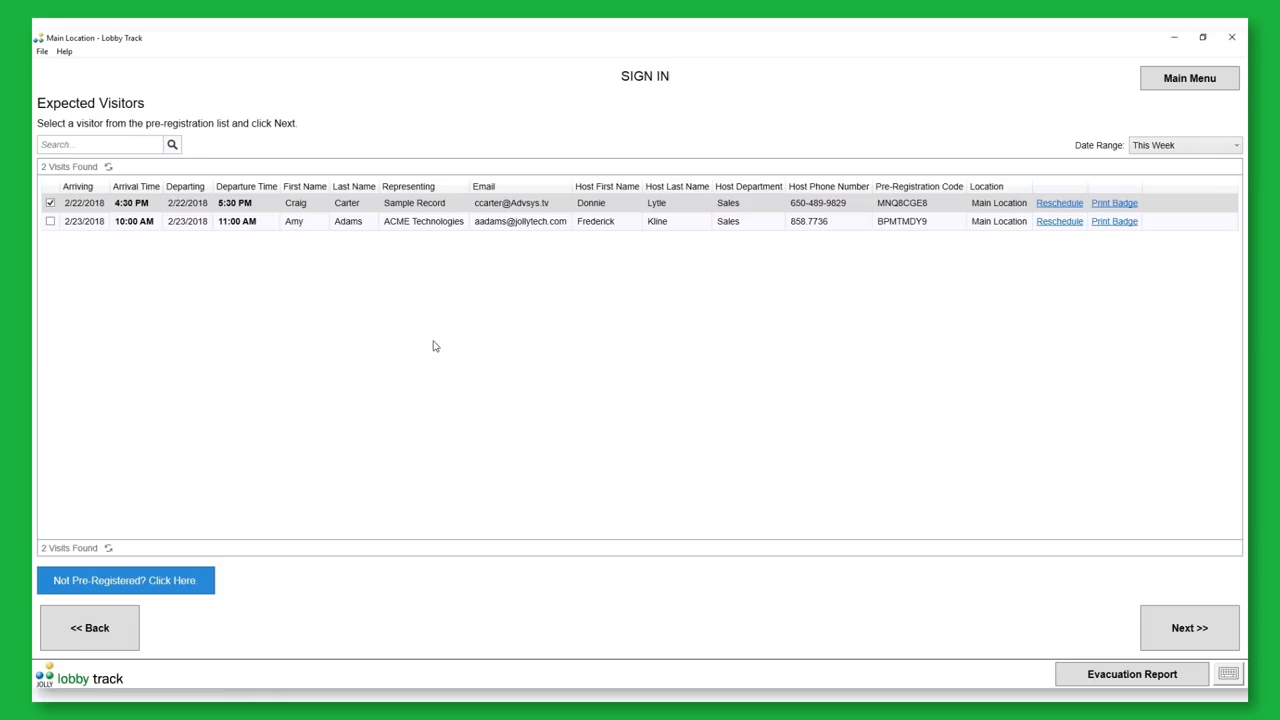 Main Location - Lobby Track
File Help
SIGN IN
Main Menu
Expected Visitors
Select a visitor from the pre-registration list and click Next.
Search...
Date Range: This Week
2 Visits Found
Arriving Arrival Time Departing Departure Time First Name Last Name Representing Email Host First Name Host Last Name Host Department Host Phone Number Pre-Registration Code Location
2/22/2018 4:30 PM 2/22/2018 5:30 PM Craig Carter Sample Record ccarter@Advsys.tv Donnie Lytle Sales 650-489-9829 MNQ8CGE8 Main Location Reschedule Print Badge
2/23/2018 10:00 AM 2/23/2018 11:00 AM Amy Adams ACME Technologies aadams@jollytech.com Frederick Kline Sales 858.7736 BPMTMDY9 Main Location Reschedule Print Badge
2 Visits Found
Not Pre-Registered? Click Here.
<< Back
Next >>
JOLLY lobby track
Evacuation Report